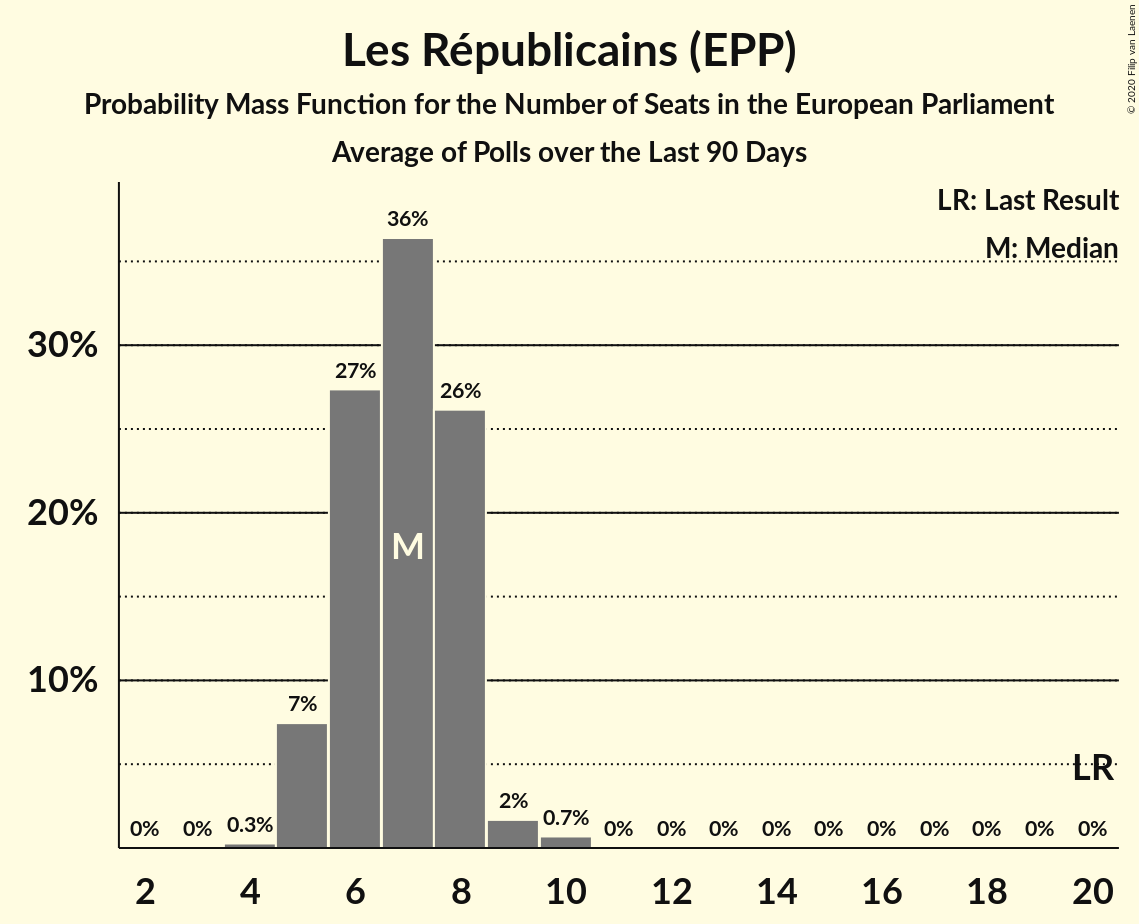 Les Républicains (EPP)
Probability Mass Function for the Number of Seats in the European Parliament
Average of Polls over the Last 90 Days
© 2020 Filip van Laenen
LR: Last Result
M: Median
36%
30%
27%
26%
20%
M
10%
7%
LR
2%
0% 0% 0.3% 0.7% 0% 0% 0% 0% 0% 0% 0% 0% 0% 0%
2 4 6 8 10 12 14 16 18 20